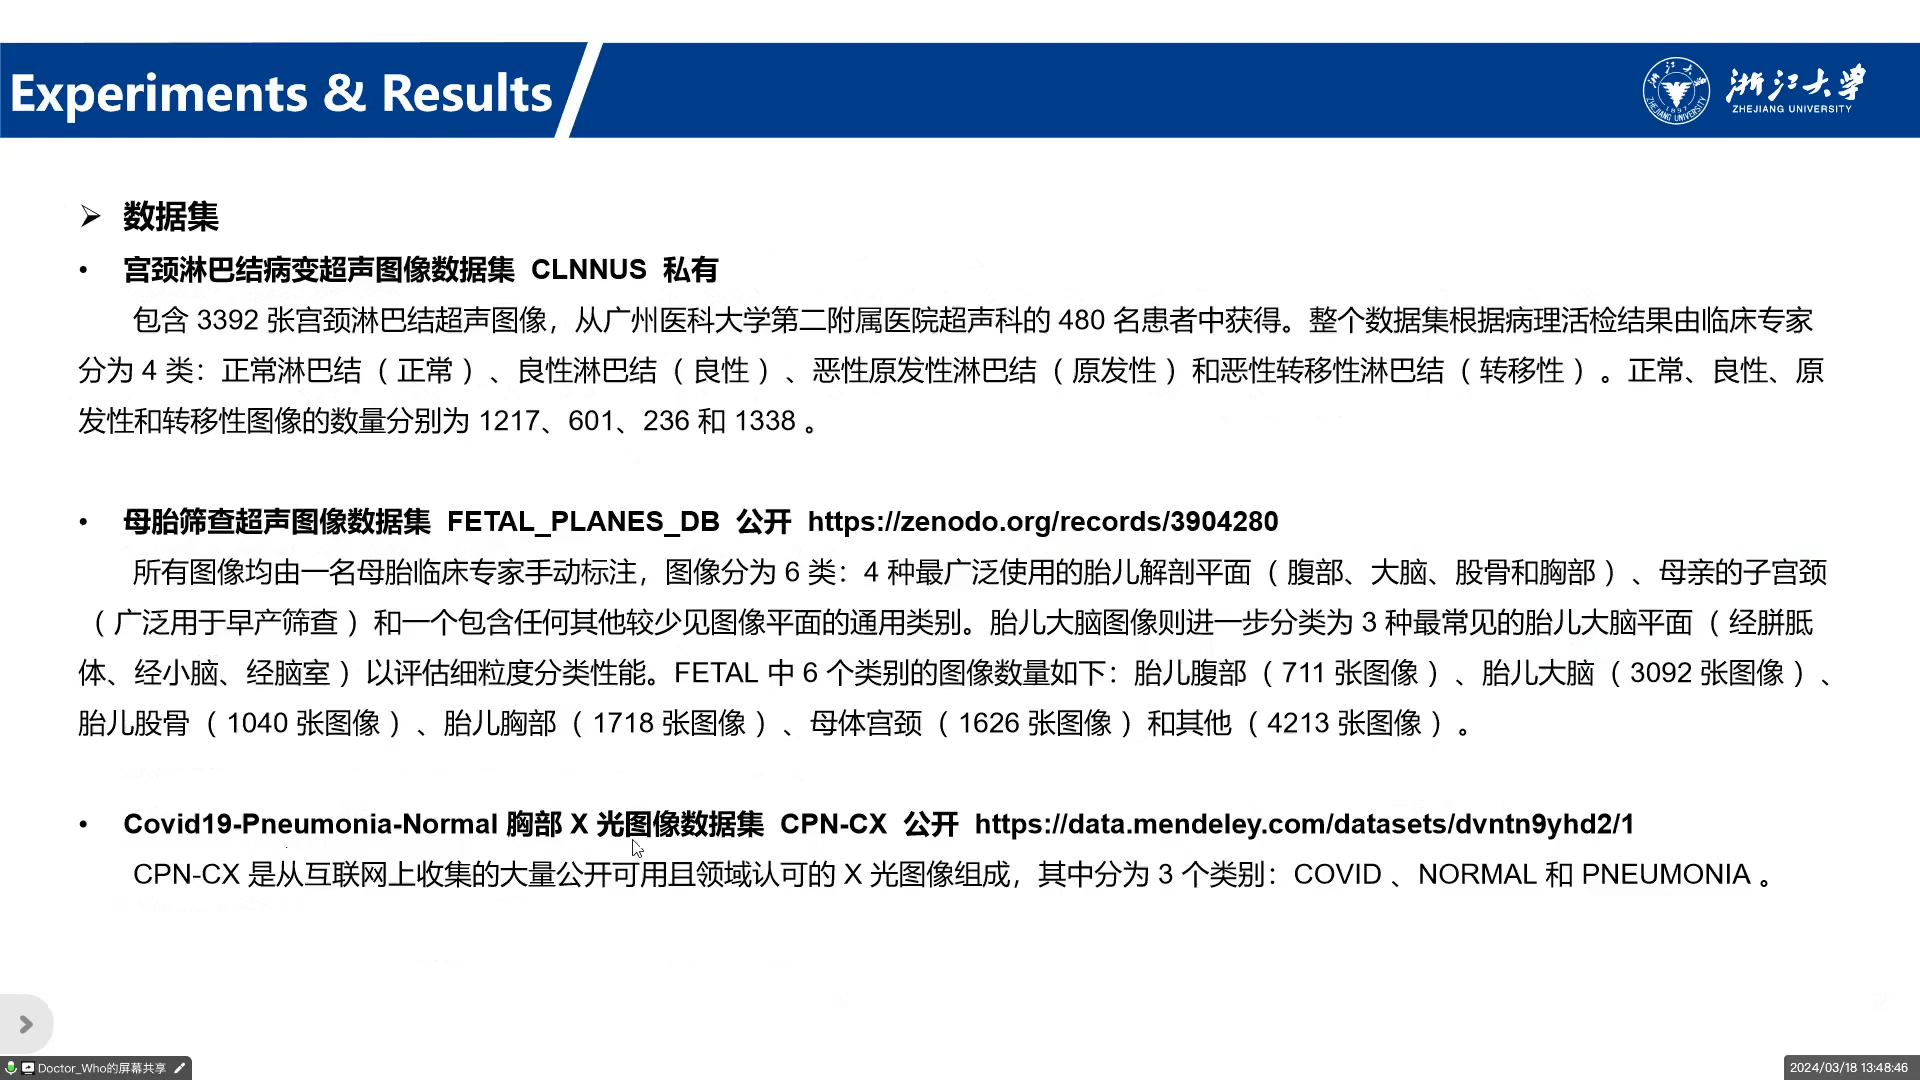 Experiments & Results
浙江大学
ZHEJIANG UNIVERSITY
数据集
• 宫颈淋巴结病变超声图像数据集 CLNNUS 私有
包含 3392 张宫颈淋巴结超声图像，从广州医科大学第二附属医院超声科的 480 名患者中获得。整个数据集根据病理活检结果由临床专家
分为 4 类：正常淋巴结（正常）、良性淋巴结（良性）、恶性原发性淋巴结（原发性）和恶性转移性淋巴结（转移性）。正常、良性、原
发性和转移性图像的数量分别为 1217、601、236 和 1338 。
• 母胎筛查超声图像数据集 FETAL_PLANES_DB 公开 https://zenodo.org/records/3904280
所有图像均由一名母胎临床专家手动标注，图像分为 6 类：4 种最广泛使用的胎儿解剖平面（腹部、大脑、股骨和胸部）、母亲的子宫颈
（广泛用于早产筛查）和一个包含任何其他较少见图像平面的通用类别。胎儿大脑图像则进一步分类为 3 种最常见的胎儿大脑平面（经胼胝
体、经小脑、经脑室）以评估细粒度分类性能。FETAL 中 6 个类别的图像数量如下：胎儿腹部（711 张图像）、胎儿大脑（3092 张图像）、
胎儿股骨（1040 张图像）、胎儿胸部（1718 张图像）、母体宫颈（1626 张图像）和其他（4213 张图像）。
• Covid19-Pneumonia-Normal 胸部 X 光图像数据集 CPN-CX 公开 https://data.mendeley.com/datasets/dvntn9yhd2/1
CPN-CX 是从互联网上收集的大量公开可用且领域认可的 X 光图像组成，其中分为 3 个类别：COVID 、NORMAL 和 PNEUMONIA 。
Doctor_Who的屏幕共享
2024/03/18 13:48:46